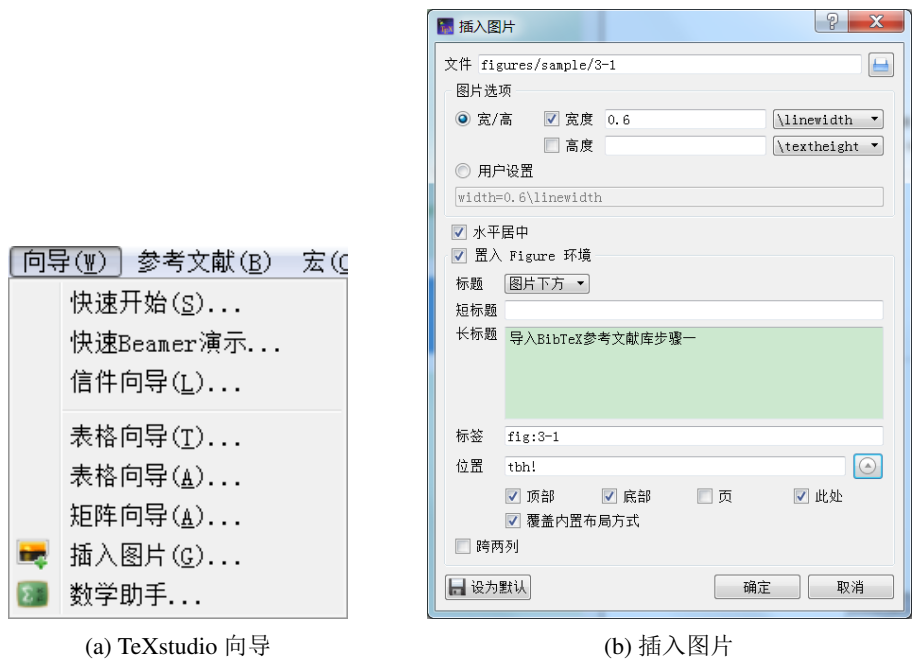 向导(W) 参考文献(B) 宏(
快速开始(S)...
快速Beamer演示...
信件向导(L)...
表格向导(T)...
表格向导(A)...
矩阵向导(A)...
插入图片(G)...
数学助手...
(a) TeXstudio 向导
插入图片
文件 figures/sample/3-1
图片选项
宽/高 宽度 0.6 \linewidth
高度 \textheight
用户设置
width=0.6\linewidth
水平居中
置入 Figure 环境
标题 图片下方
短标题
长标题 导入BibTeX参考文献库步骤一
标签 fig:3-1
位置 tbh!
顶部 底部 页 此处
覆盖内置布局方式
跨两列
设为默认 确定 取消
(b) 插入图片